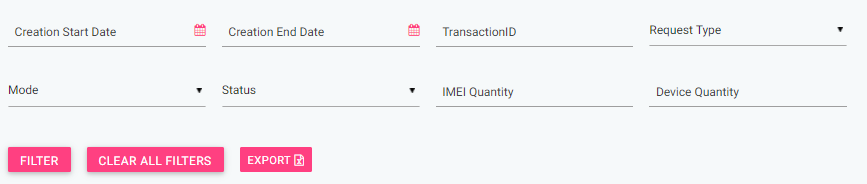 Creation Start Date
Creation End Date
TransactionID
Request Type
Mode
Status
IMEI Quantity
Device Quantity
FILTER
CLEAR ALL FILTERS
EXPORT